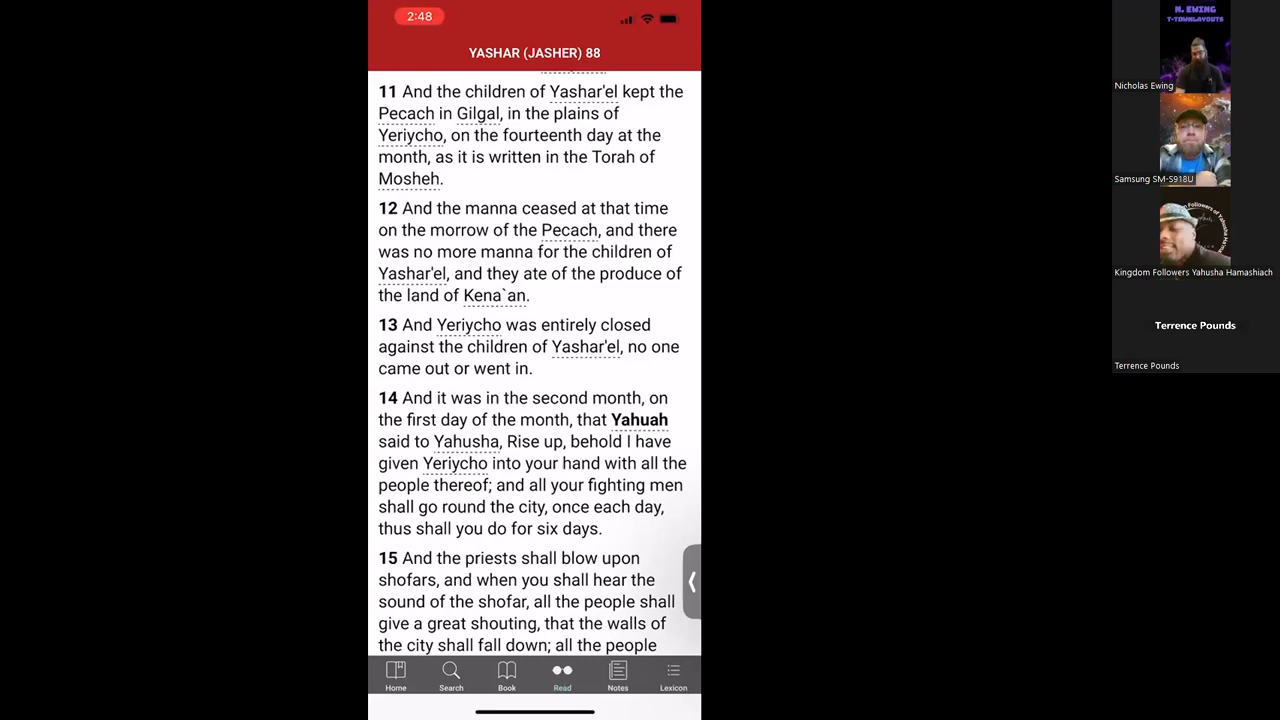 2:48
YASHAR (JASHER) 88
11 And the children of Yashar'el kept the
Pecach in Gilgal, in the plains of
Yeriycho, on the fourteenth day at the
month, as it is written in the Torah of
Mosheh.
12 And the manna ceased at that time
on the morrow of the Pecach, and there
was no more manna for the children of
Yashar'el, and they ate of the produce of
the land of Kena`an.
13 And Yeriycho was entirely closed
against the children of Yashar'el, no one
came out or went in.
14 And it was in the second month, on
the first day of the month, that Yahuah
said to Yahusha, Rise up, behold I have
given Yeriycho into your hand with all the
people thereof; and all your fighting men
shall go round the city, once each day,
thus shall you do for six days.
15 And the priests shall blow upon
shofars, and when you shall hear the
sound of the shofar, all the people shall
give a great shouting, that the walls of
the city shall fall down; all the people
Home
Search
Book
Read
Notes
Lexicon
N. EWING
T-TOWNLAYOUTS
Nicholas Ewing
Samsung SM-S918U
Followers of Yahusha
Kingdom Followers Yahusha Hamashiach
Terrence Pounds
Terrence Pounds